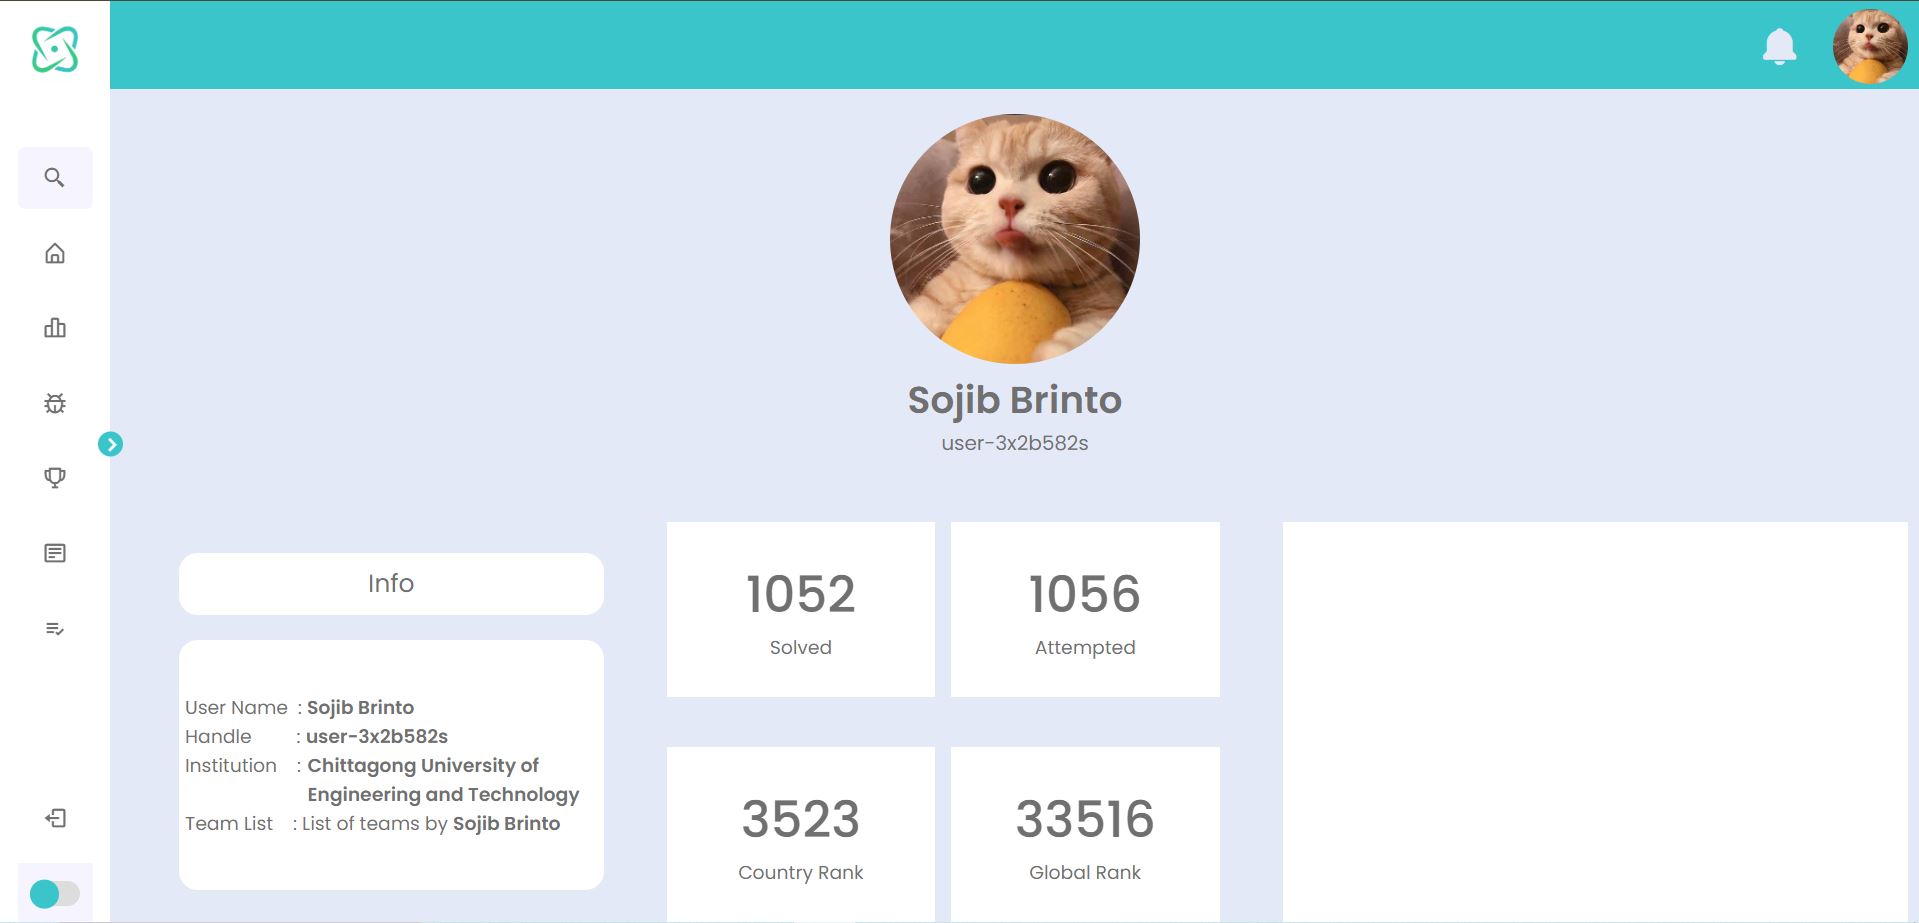 Sojib Brinto
user-3x2b582s
Info
User Name : Sojib Brinto
Handle : user-3x2b582s
Institution : Chittagong University of
Engineering and Technology
Team List : List of teams by Sojib Brinto
1052
Solved
1056
Attempted
3523
Country Rank
33516
Global Rank